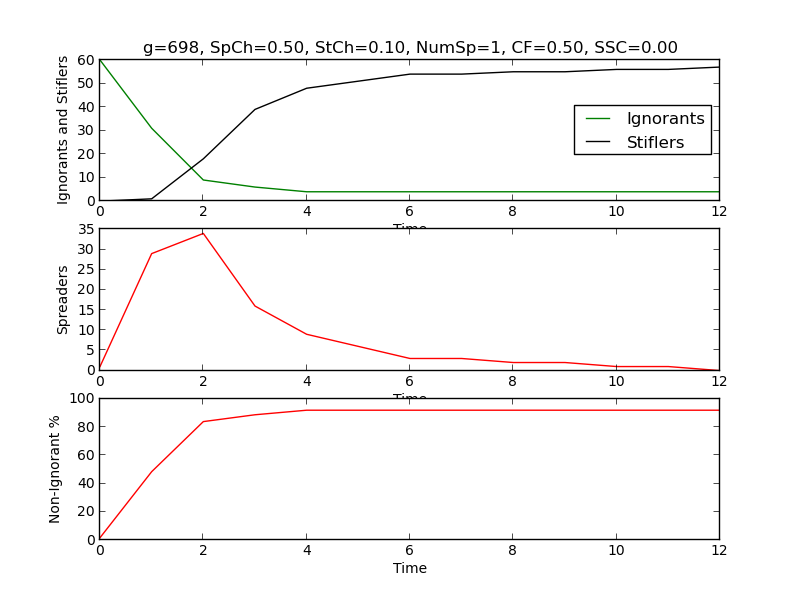 g=698, SpCh=0.50, StCh=0.10, NumSp=1, CF=0.50, SSC=0.00
Ignorants and Stiflers
60
50
40
30
20
10
0
Ignorants
Stiflers
0 2 4 6 8 10 12
Time
Spreaders
35
30
25
20
15
10
5
0
0 2 4 6 8 10 12
Time
Non-Ignorant %
100
80
60
40
20
0
0 2 4 6 8 10 12
Time